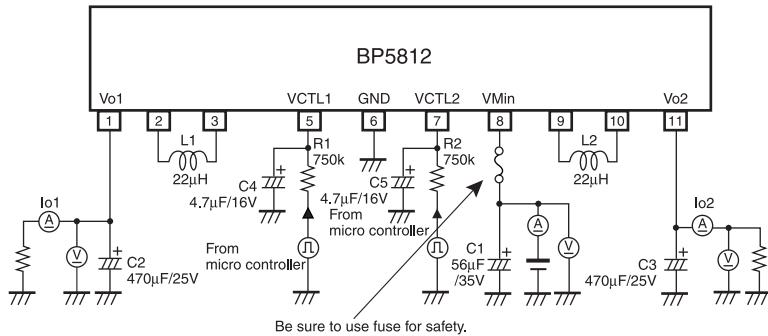 BP5812
Vo1 VCTL1 GND VCTL2 VMin Vo2
1 2 3 5 6 7 8 9 10 11
L1
22μH
R1
750k
C4
4.7μF/16V
From
micro controller
R2
750k
C5
4.7μF/16V
From
micro controller
L2
22μH
Io1
A
V
C2
470μF/25V
C1
56μF
/35V
A
V
Io2
A
V
C3
470μF/25V
Be sure to use fuse for safety.